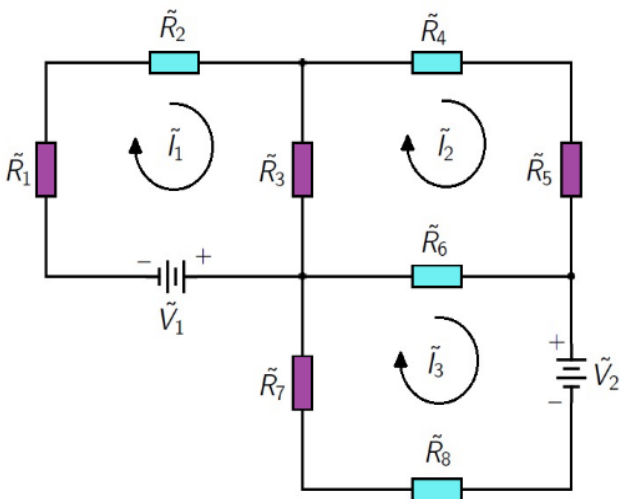 R̃₂
R̃₄
R̃₁
Ĩ₁
R̃₃
Ĩ₂
R̃₅
R̃₆
− +
Ṽ₁
+
R̃₇
Ĩ₃
Ṽ₂
−
R̃₈